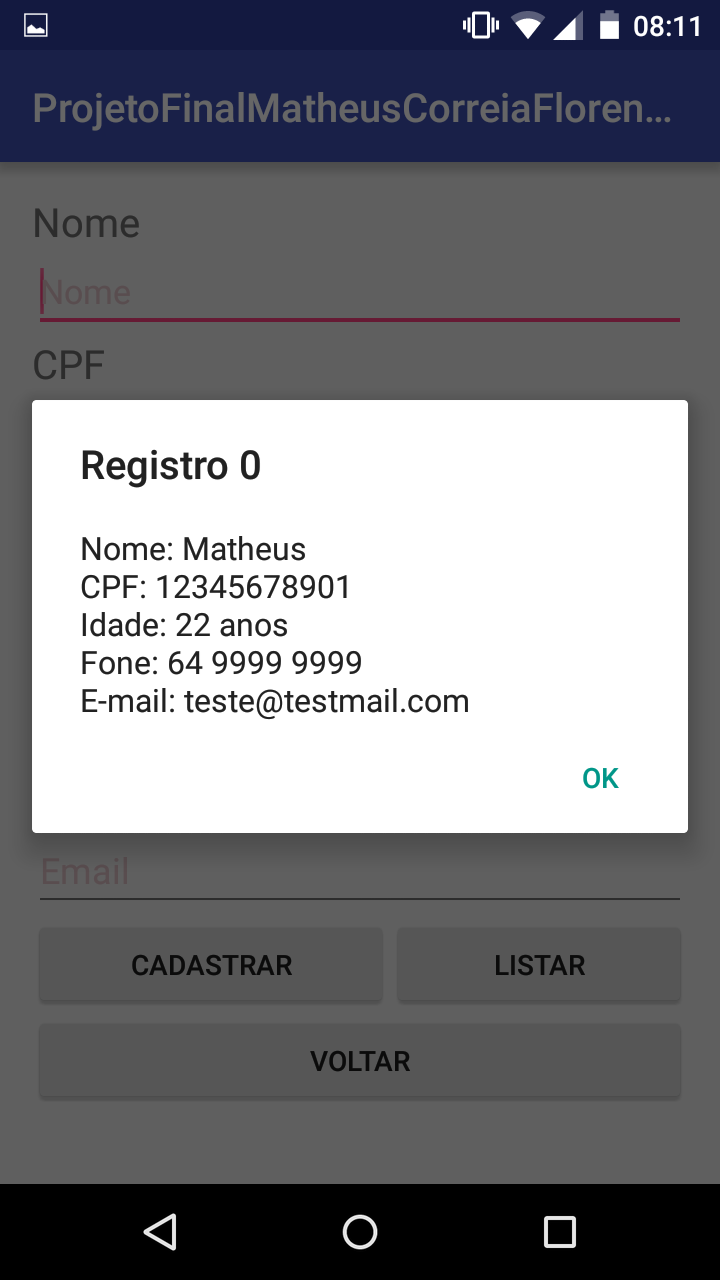 08:11
ProjetoFinalMatheusCorreiaFloren...
Nome
Nome
CPF
Registro 0
Nome: Matheus
CPF: 12345678901
Idade: 22 anos
Fone: 64 9999 9999
E-mail: teste@testmail.com
OK
Email
CADASTRAR LISTAR
VOLTAR